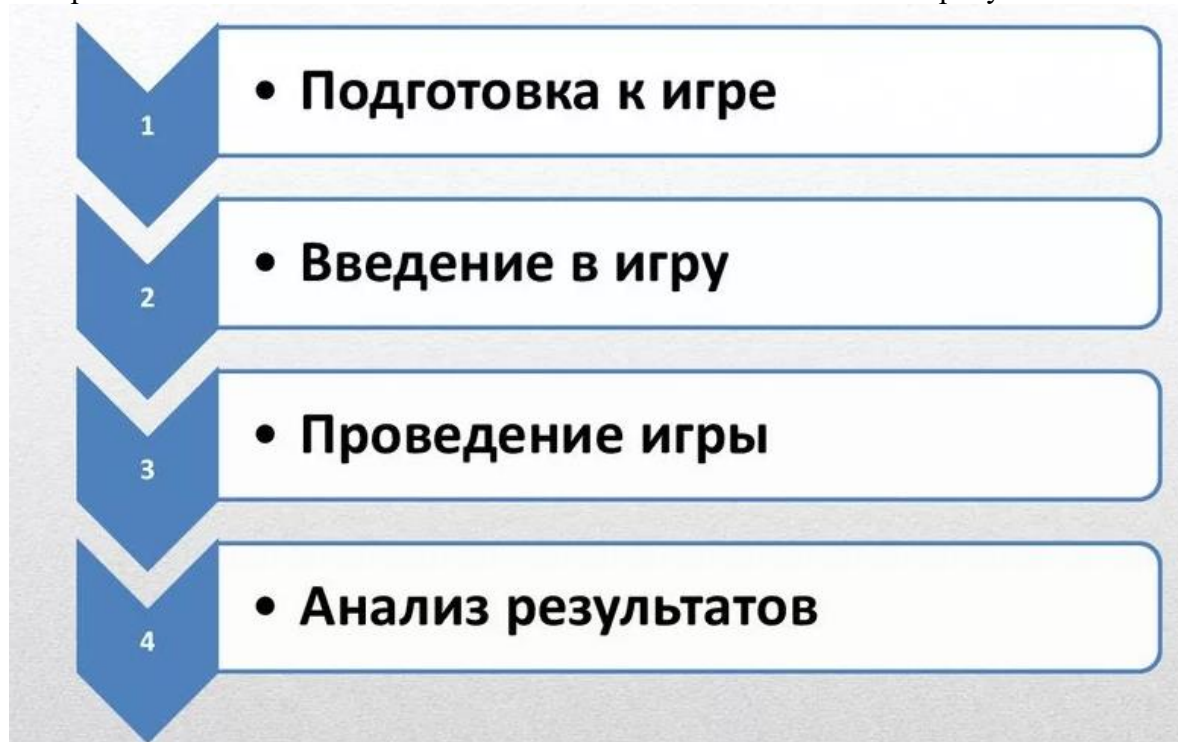 1
• Подготовка к игре
2
• Введение в игру
3
• Проведение игры
4
• Анализ результатов